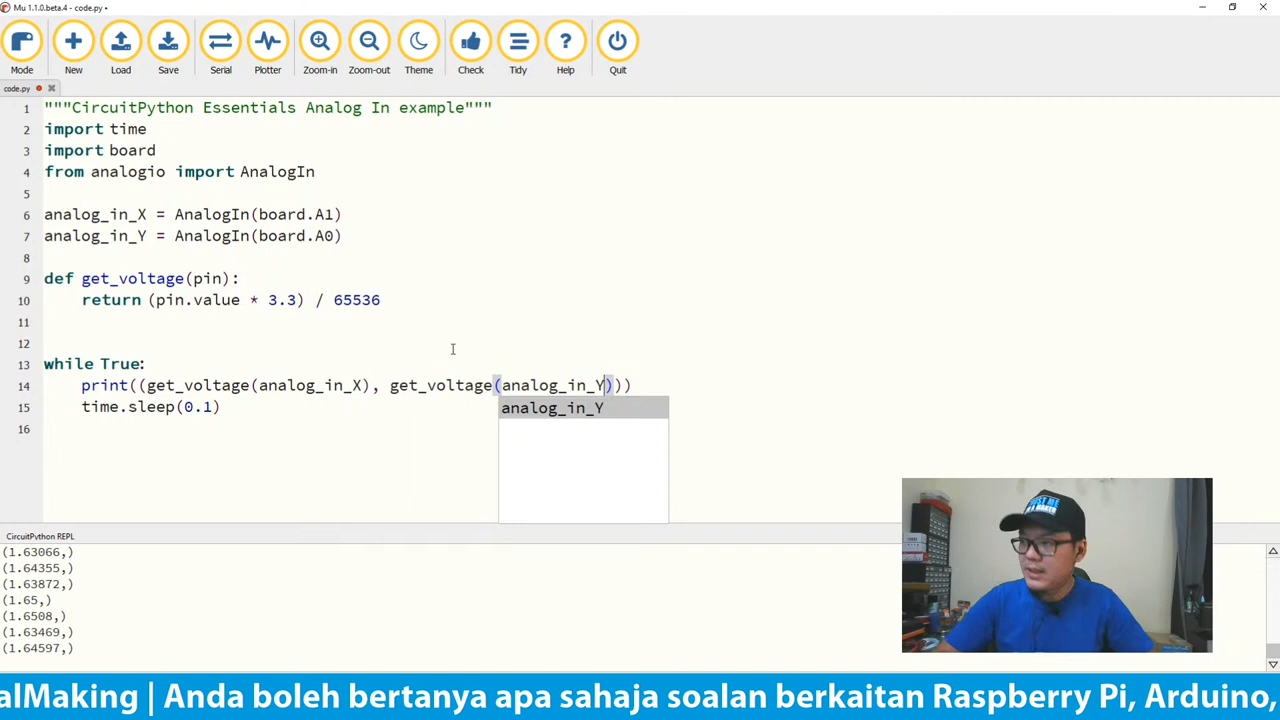 Mu 1.1.0.beta.4 - code.py •
Mode New Load Save Serial Plotter Zoom-in Zoom-out Theme Check Tidy Help Quit
code.py
1 """CircuitPython Essentials Analog In example"""
2 import time
3 import board
4 from analogio import AnalogIn
5
6 analog_in_X = AnalogIn(board.A1)
7 analog_in_Y = AnalogIn(board.A0)
8
9 def get_voltage(pin):
10 return (pin.value * 3.3) / 65536
11
12
13 while True:
14 print((get_voltage(analog_in_X), get_voltage(analog_in_Y)))
15 time.sleep(0.1)
analog_in_Y
16
CircuitPython REPL
(1.63066,)
(1.64355,)
(1.63872,)
(1.65,)
(1.6508,)
(1.63469,)
(1.64597,)
alMaking | Anda boleh bertanya apa sahaja soalan berkaitan Raspberry Pi, Arduino,